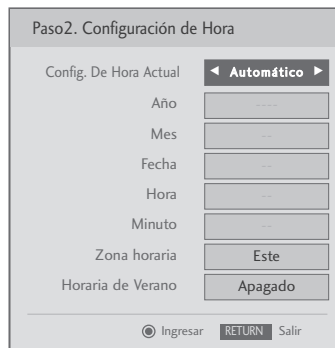 Paso2. Configuración de Hora
Config. De Hora Actual ◄ Automático ►
Año ----
Mes --
Fecha --
Hora --
Minuto --
Zona horaria Este
Horaria de Verano Apagado
Ingresar RETURN Salir